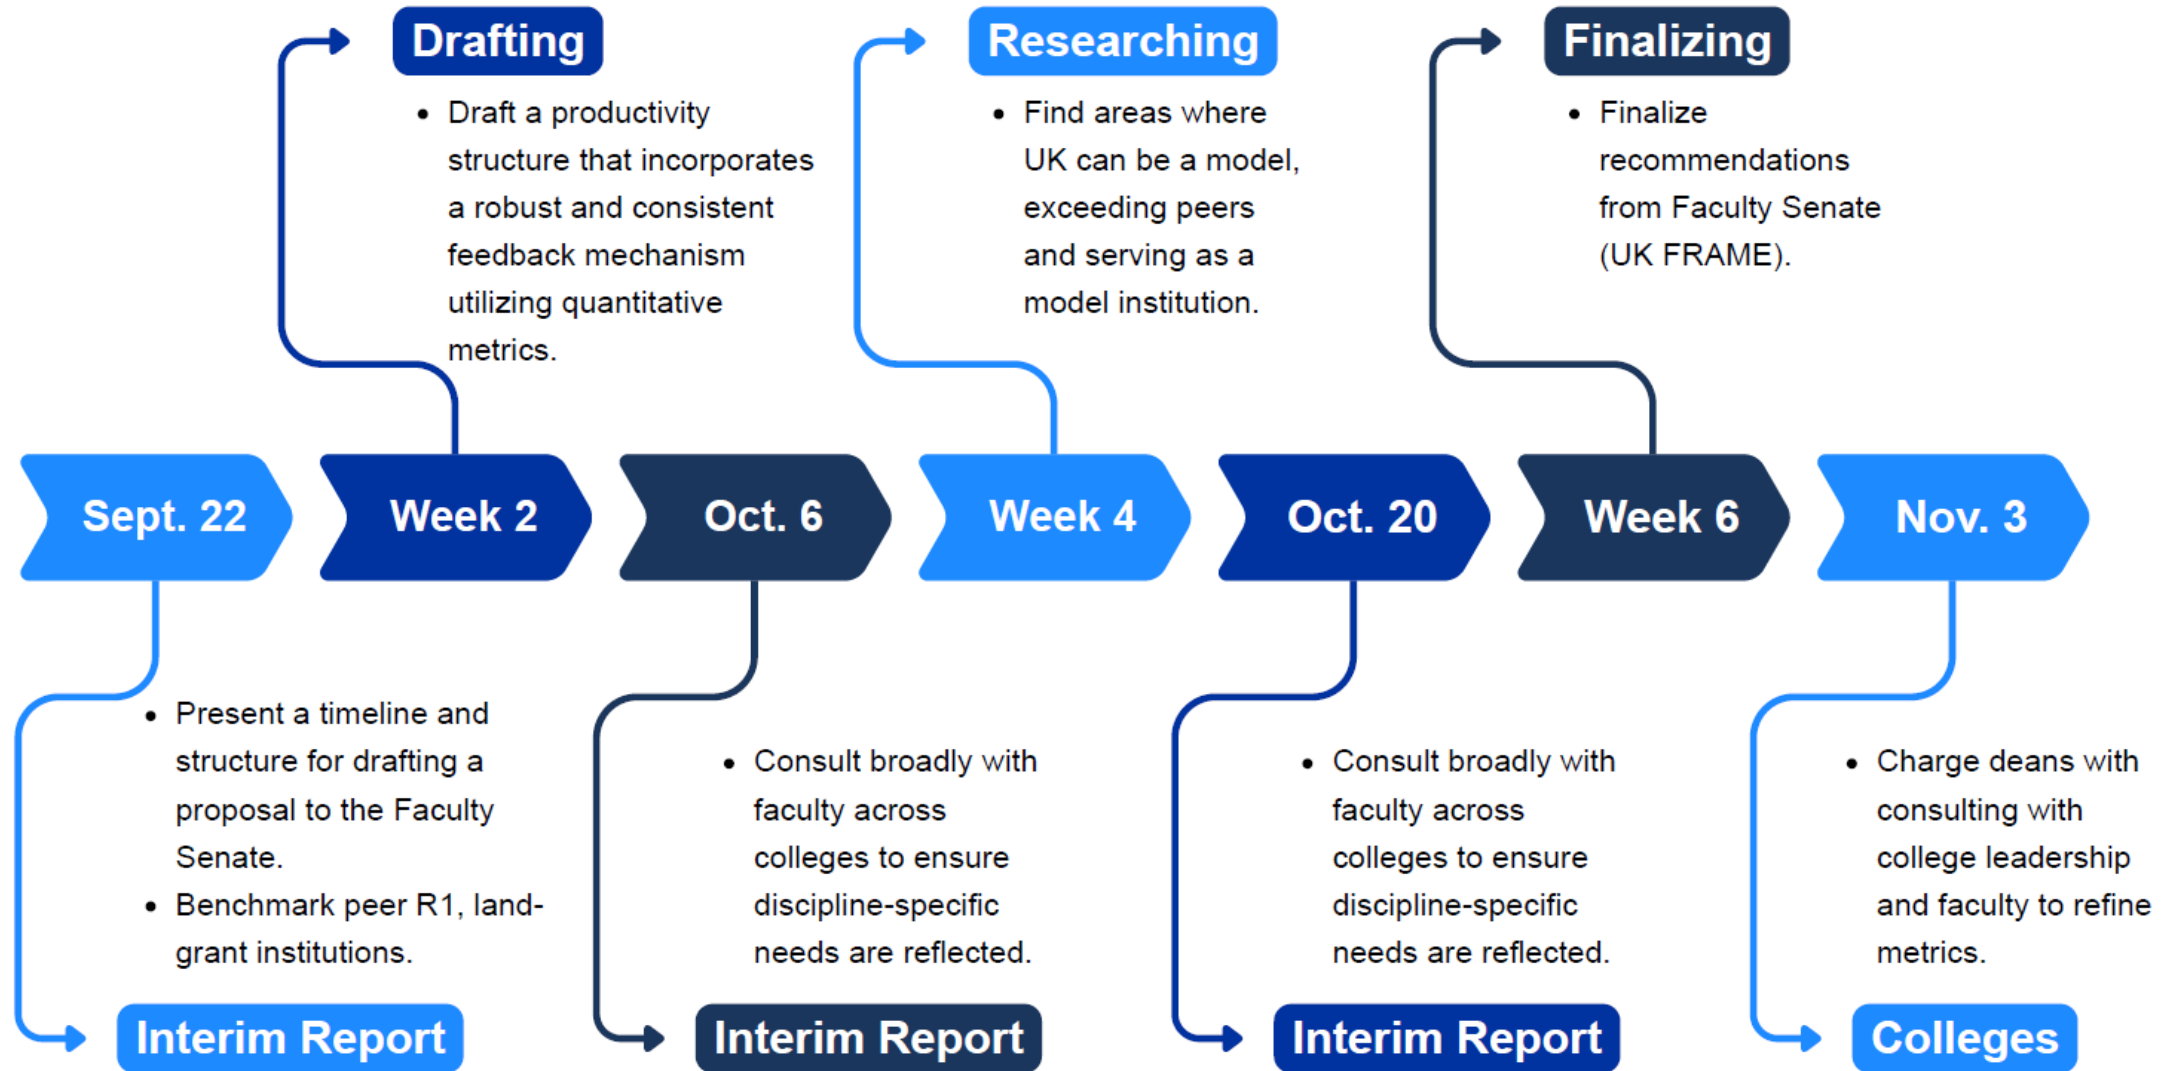 Drafting
• Draft a productivity
structure that incorporates
a robust and consistent
feedback mechanism
utilizing quantitative
metrics.
Researching
• Find areas where
UK can be a model,
exceeding peers
and serving as a
model institution.
Finalizing
• Finalize
recommendations
from Faculty Senate
(UK FRAME).
Sept. 22
Week 2
Oct. 6
Week 4
Oct. 20
Week 6
Nov. 3
• Present a timeline and
structure for drafting a
proposal to the Faculty
Senate.
• Benchmark peer R1, land-
grant institutions.
Interim Report
• Consult broadly with
faculty across
colleges to ensure
discipline-specific
needs are reflected.
Interim Report
• Consult broadly with
faculty across
colleges to ensure
discipline-specific
needs are reflected.
Interim Report
• Charge deans with
consulting with
college leadership
and faculty to refine
metrics.
Colleges